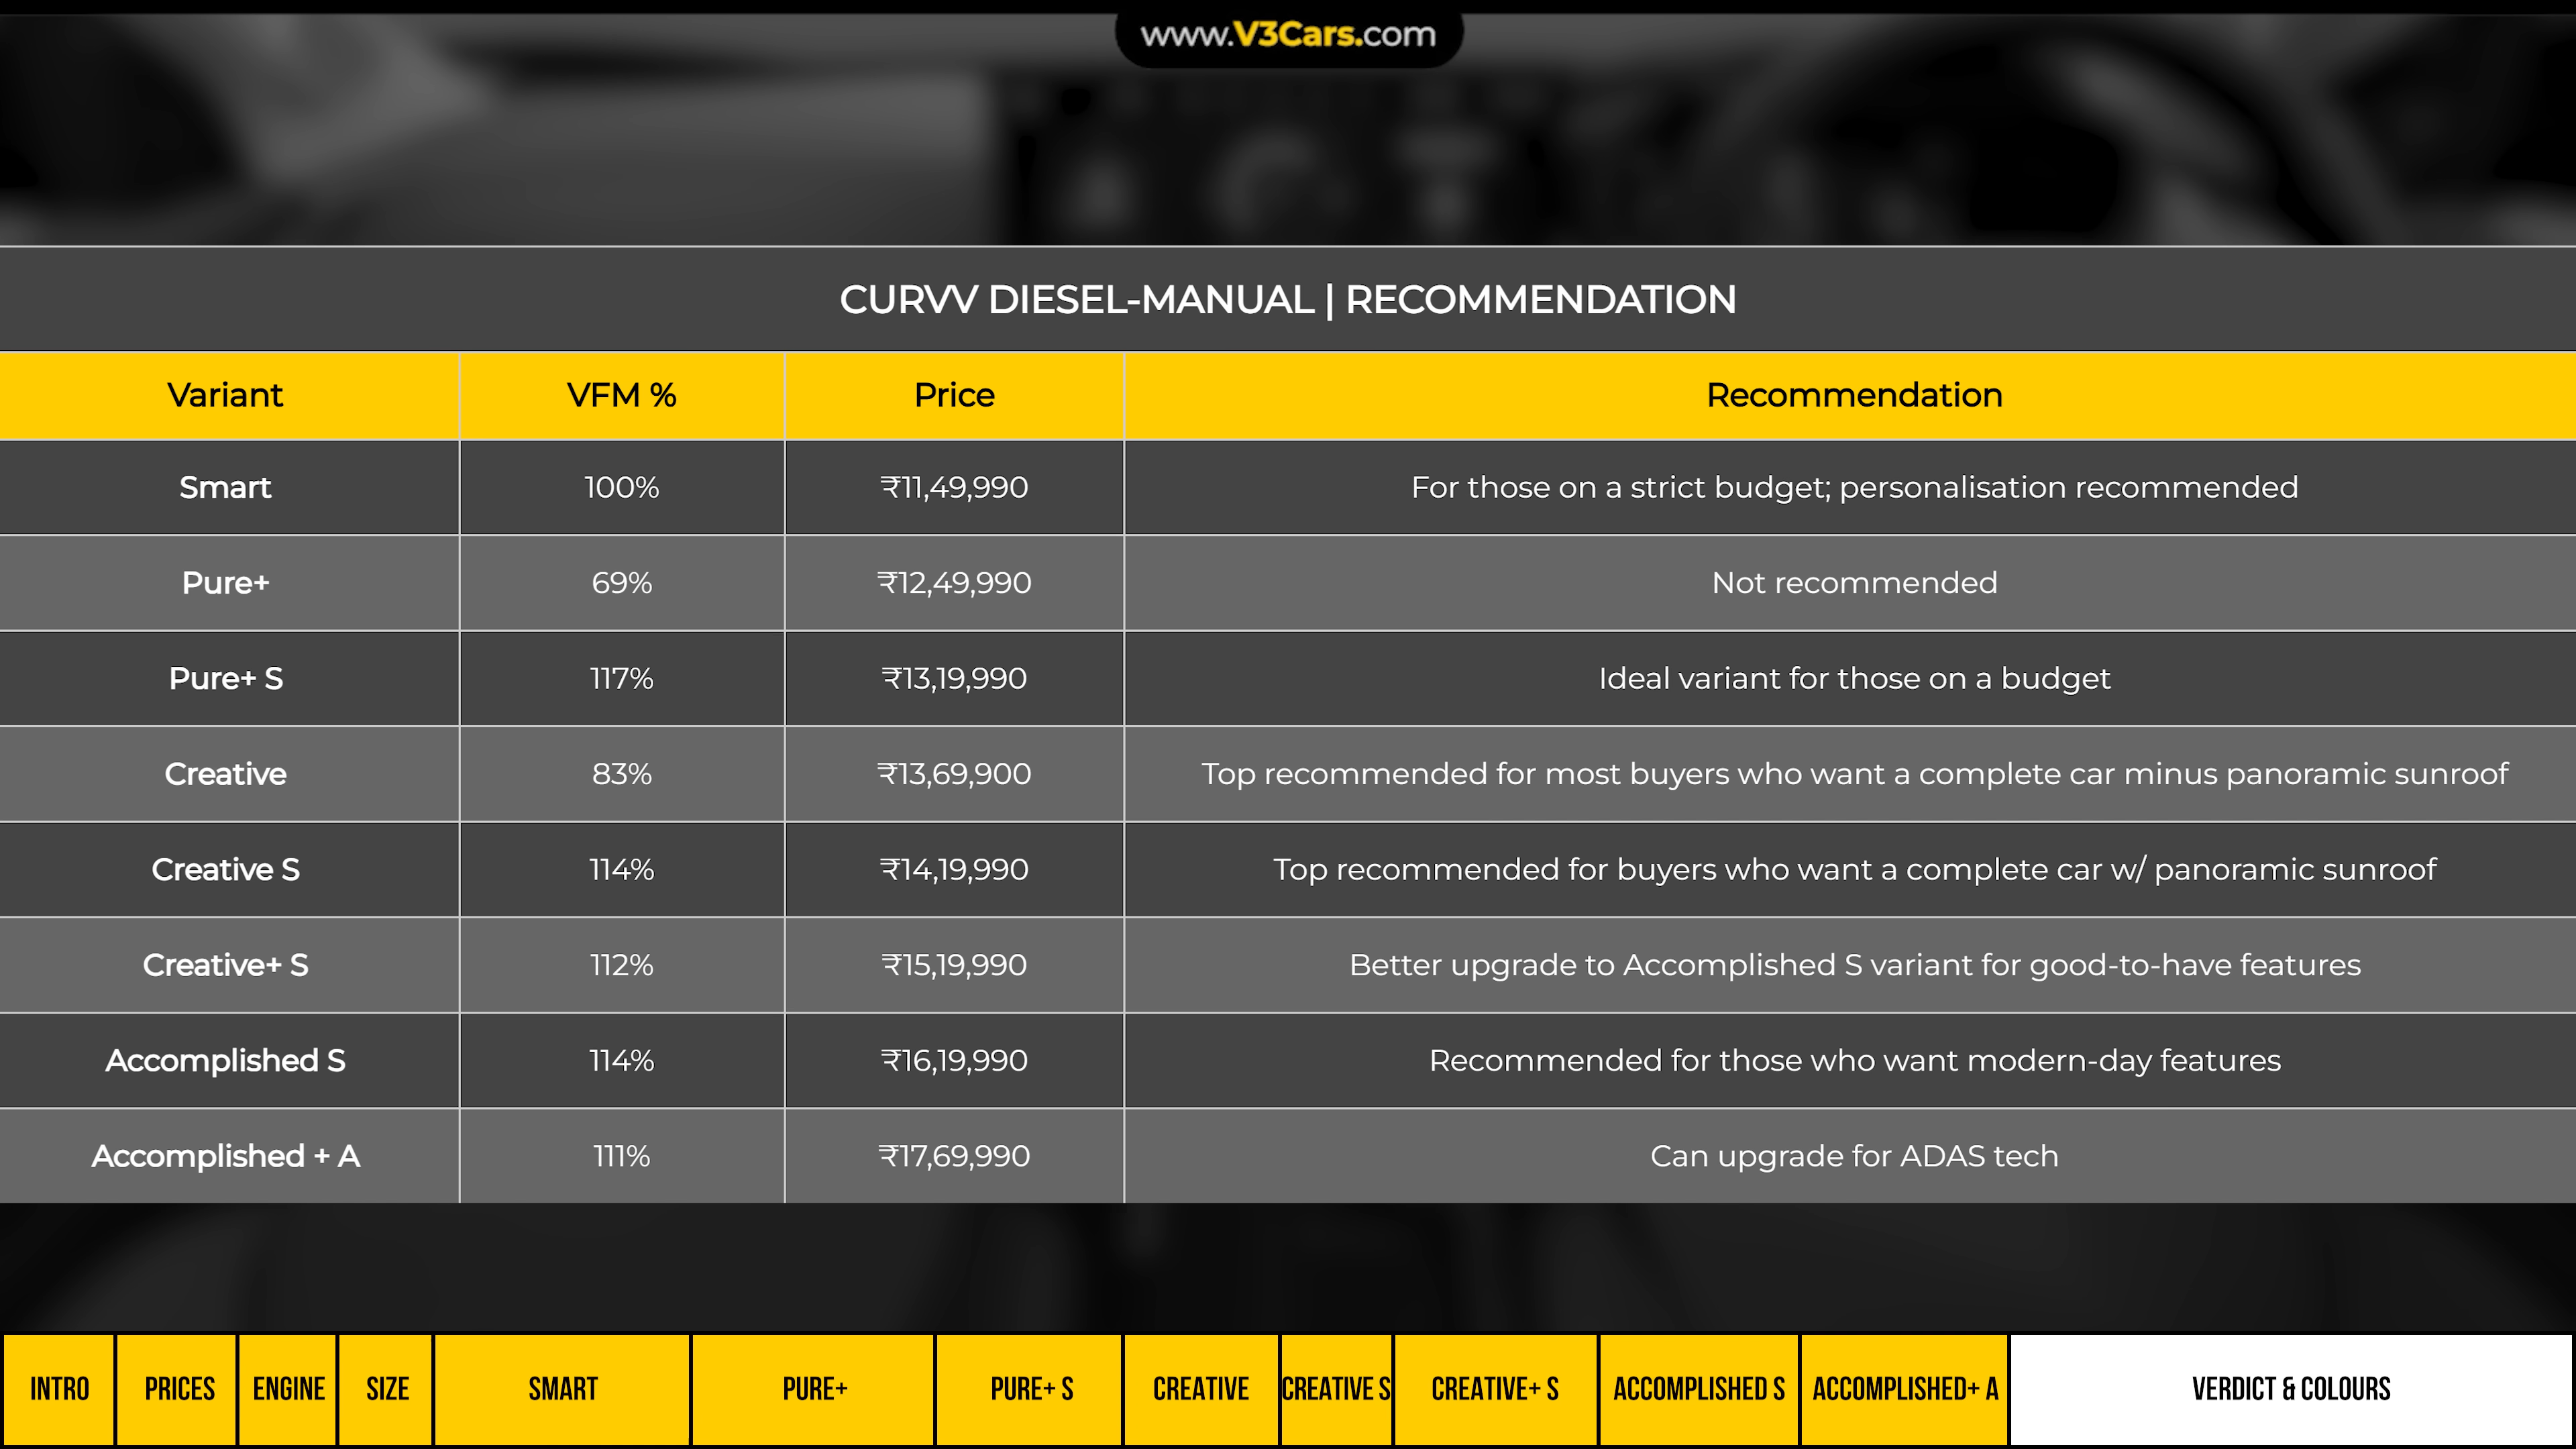 www.V3Cars.com
CURVV DIESEL-MANUAL | RECOMMENDATION
Variant VFM % Price Recommendation
Smart 100% ₹11,49,990 For those on a strict budget; personalisation recommended
Pure+ 69% ₹12,49,990 Not recommended
Pure+ S 117% ₹13,19,990 Ideal variant for those on a budget
Creative 83% ₹13,69,900 Top recommended for most buyers who want a complete car minus panoramic sunroof
Creative S 114% ₹14,19,990 Top recommended for buyers who want a complete car w/ panoramic sunroof
Creative+ S 112% ₹15,19,990 Better upgrade to Accomplished S variant for good-to-have features
Accomplished S 114% ₹16,19,990 Recommended for those who want modern-day features
Accomplished + A 111% ₹17,69,990 Can upgrade for ADAS tech
INTRO PRICES ENGINE SIZE SMART PURE+ PURE+ S CREATIVE CREATIVE S CREATIVE+ S ACCOMPLISHED S ACCOMPLISHED+ A VERDICT & COLOURS